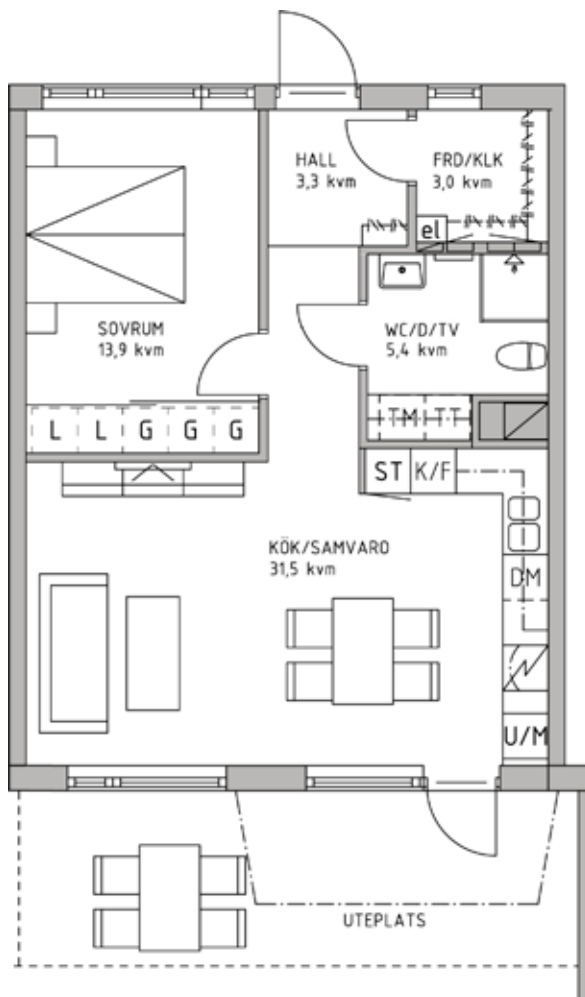 HALL
3,3 kvm
FRD/KLK
3,0 kvm
el
SOVRUM
13,9 kvm
WC/D/TV
5,4 kvm
L L G G G
TM TT
ST K/F
KÖK/SAMVARO
31,5 kvm
DM
U/M
UTEPLATS